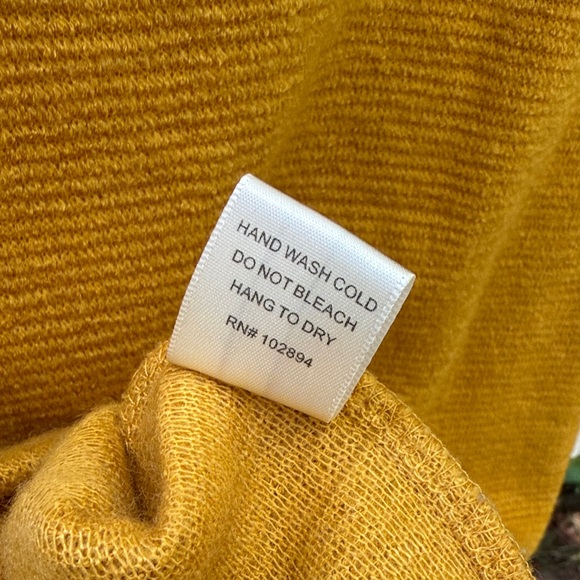 HAND WASH COLD
DO NOT BLEACH
HANG TO DRY
RN# 102894